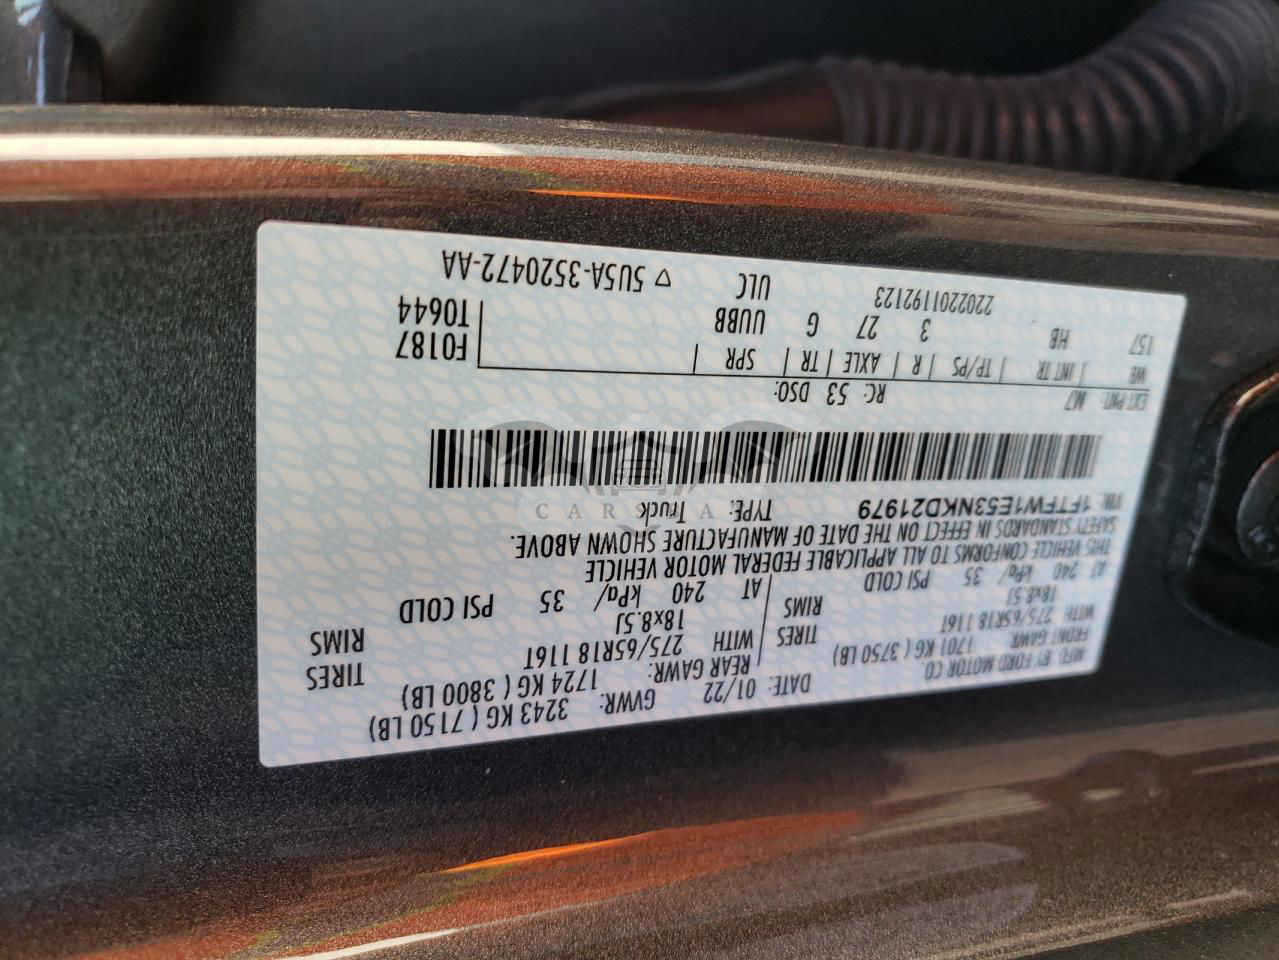 MFD. BY FORD MOTOR CO.
DATE: 01/22 GVWR: 3243 KG ( 7150 LB)
FRONT GAWR: 1701 KG ( 3750 LB) REAR GAWR: 1724 KG ( 3800 LB)
WITH 275/65R18 116T TIRES WITH 275/65R18 116T TIRES
18x8.5J RIMS 18x8.5J RIMS
AT 240 kPa/ 35 PSI COLD AT 240 kPa/ 35 PSI COLD
THIS VEHICLE CONFORMS TO ALL APPLICABLE FEDERAL MOTOR VEHICLE
SAFETY STANDARDS IN EFFECT ON THE DATE OF MANUFACTURE SHOWN ABOVE.
VIN: 1FTFW1E53NKD21979 TYPE: Truck
EXT PNT: M7 RC: 53 DSO:
WB INT TR TP/PS R AXLE TR SPR F0187
157 HB 3 27 G UUBB T0644
2202201192123 ULC ▽ 5U5A-3520472-AA